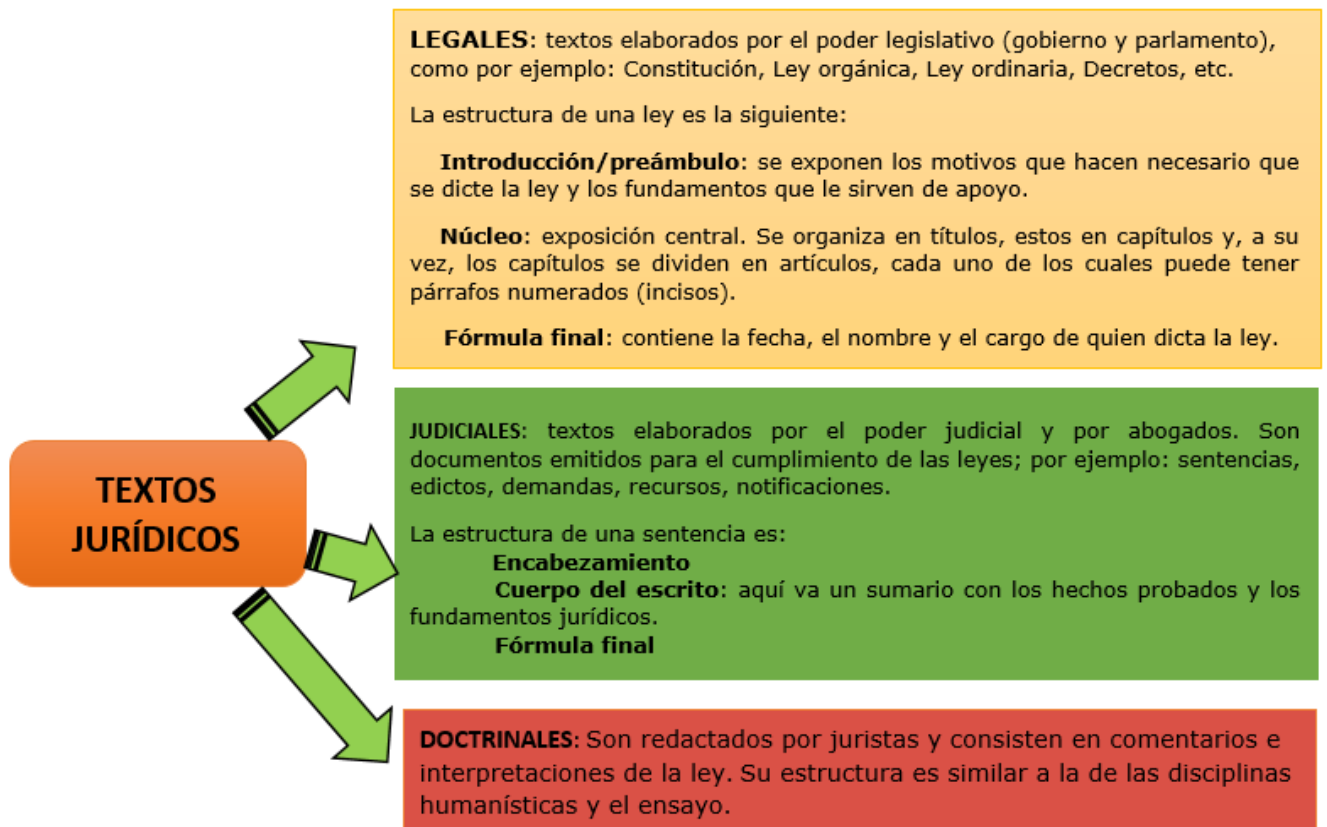 LEGALES: textos elaborados por el poder legislativo (gobierno y parlamento),
como por ejemplo: Constitución, Ley orgánica, Ley ordinaria, Decretos, etc.
La estructura de una ley es la siguiente:
Introducción/preámbulo: se exponen los motivos que hacen necesario que
se dicte la ley y los fundamentos que le sirven de apoyo.
Núcleo: exposición central. Se organiza en títulos, estos en capítulos y, a su
vez, los capítulos se dividen en artículos, cada uno de los cuales puede tener
párrafos numerados (incisos).
Fórmula final: contiene la fecha, el nombre y el cargo de quien dicta la ley.
TEXTOS
JURÍDICOS
JUDICIALES: textos elaborados por el poder judicial y por abogados. Son
documentos emitidos para el cumplimiento de las leyes; por ejemplo: sentencias,
edictos, demandas, recursos, notificaciones.
La estructura de una sentencia es:
Encabezamiento
Cuerpo del escrito: aquí va un sumario con los hechos probados y los
fundamentos jurídicos.
Fórmula final
DOCTRINALES: Son redactados por juristas y consisten en comentarios e
interpretaciones de la ley. Su estructura es similar a la de las disciplinas
humanísticas y el ensayo.